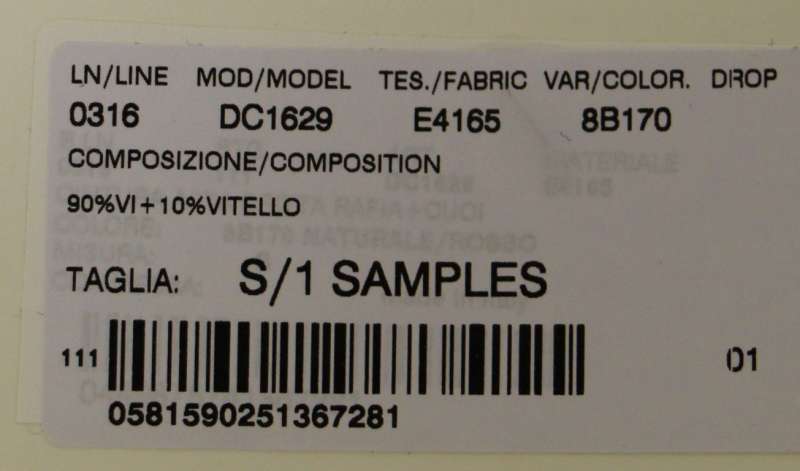 LN/LINE MOD/MODEL TES./FABRIC VAR/COLOR. DROP
0316 DC1629 E4165 8B170
COMPOSIZIONE/COMPOSITION
90%VI+10%VITELLO
TAGLIA: S/1 SAMPLES
111 01
0581590251367281